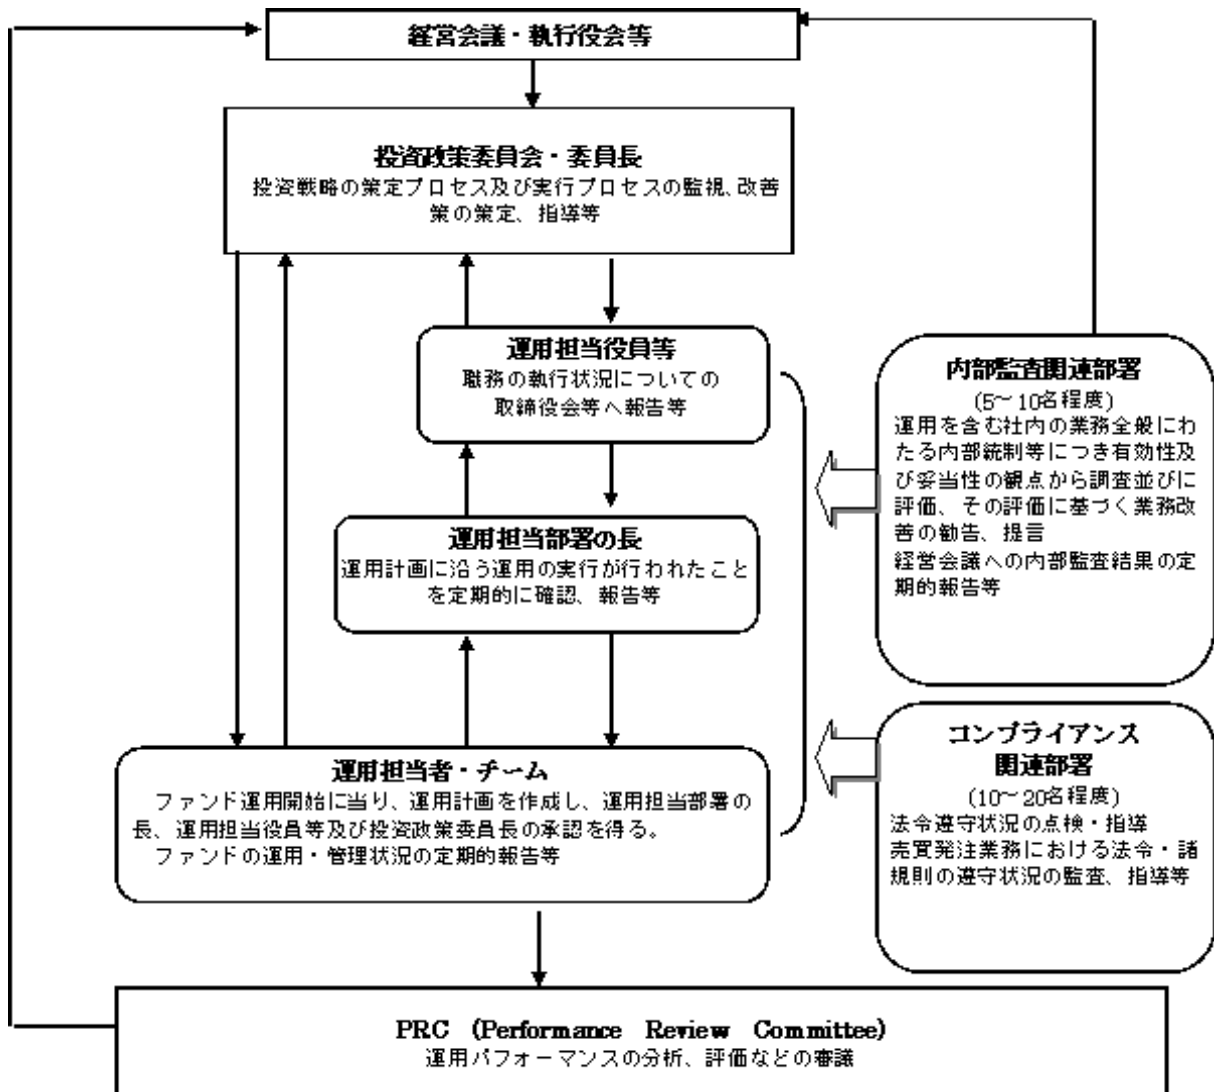 経営会議・執行役会等
投資政策委員会・委員長
投資戦略の策定プロセス及び実行プロセスの監視、改善
策の策定、指導等
運用担当役員等
職務の執行状況についての
取締役会等へ報告等
運用担当部署の長
運用計画に沿う運用の実行が行われたこと
を定期的に確認、報告等
運用担当者・チーム
ファンド運用開始に当り、運用計画を作成し、運用担当部署の
長、運用担当役員等及び投資政策委員長の承認を得る。
ファンドの運用・管理状況の定期的報告等
内部監査関連部署
(5～10名程度)
運用を含む社内の業務全般にわ
たる内部統制等につき有効性及
び妥当性の観点から調査並びに
評価、その評価に基づく業務改
善の勧告、提言
経営会議への内部監査結果の定
期的報告等
コンプライアンス
関連部署
(10～20名程度)
法令遵守状況の点検・指導
売買発注業務における法令・諸
規則の遵守状況の監査、指導等
PRC (Performance Review Committee)
運用パフォーマンスの分析、評価などの審議